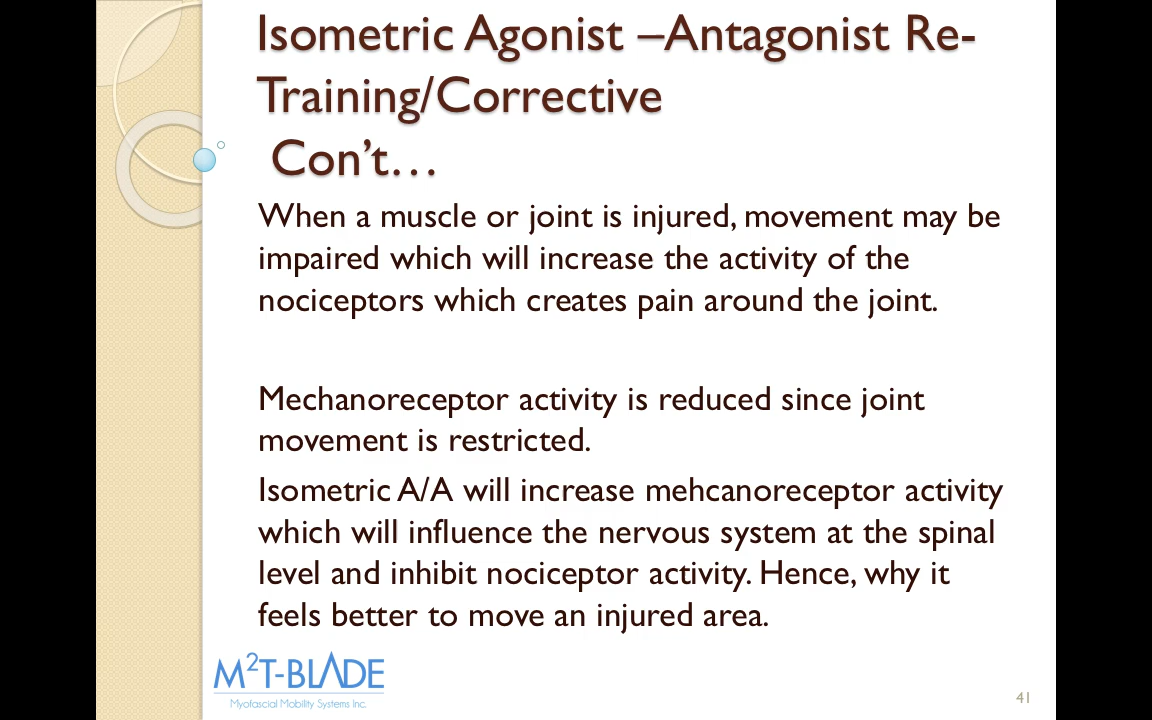 Isometric Agonist –Antagonist Re-
Training/Corrective
Con’t…
When a muscle or joint is injured, movement may be
impaired which will increase the activity of the
nociceptors which creates pain around the joint.
Mechanoreceptor activity is reduced since joint
movement is restricted.
Isometric A/A will increase mehcanoreceptor activity
which will influence the nervous system at the spinal
level and inhibit nociceptor activity. Hence, why it
feels better to move an injured area.
M²T-BLADE
Myofascial Mobility Systems Inc.
41